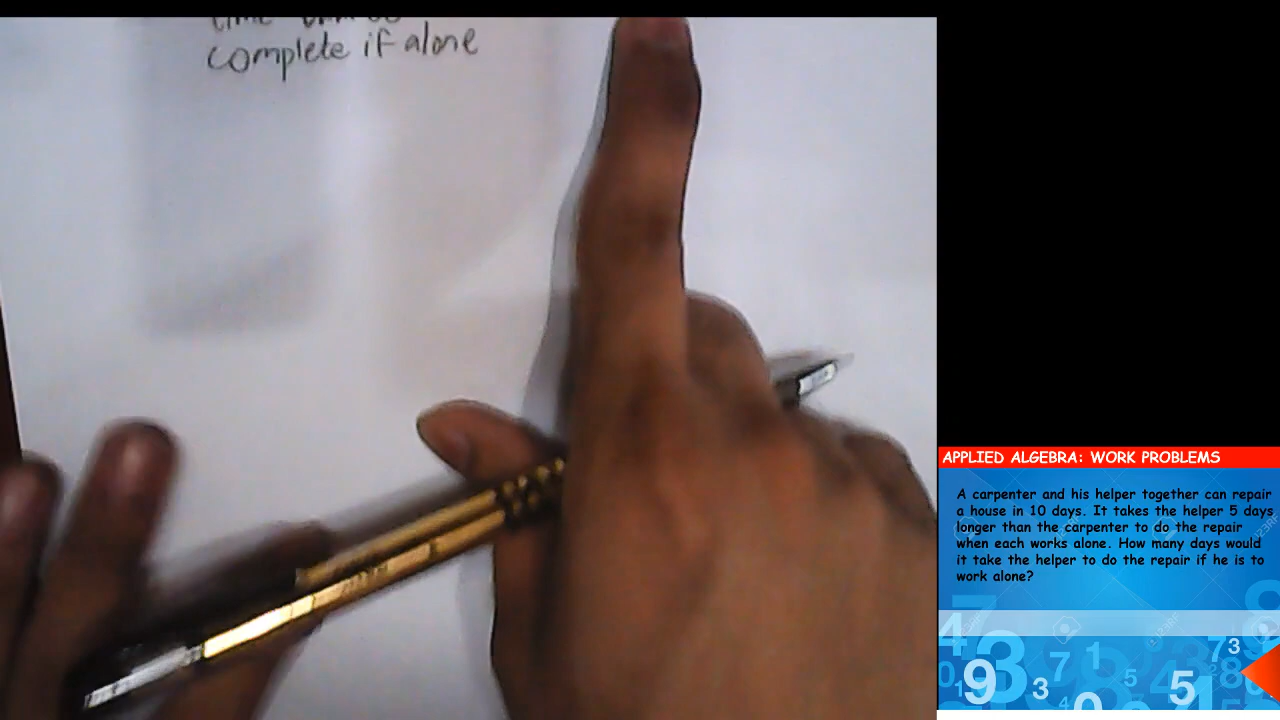 complete if alone
APPLIED ALGEBRA: WORK PROBLEMS
A carpenter and his helper together can repair
a house in 10 days. It takes the helper 5 days
longer than the carpenter to do the repair
when each works alone. How many days would
it take the helper to do the repair if he is to
work alone?